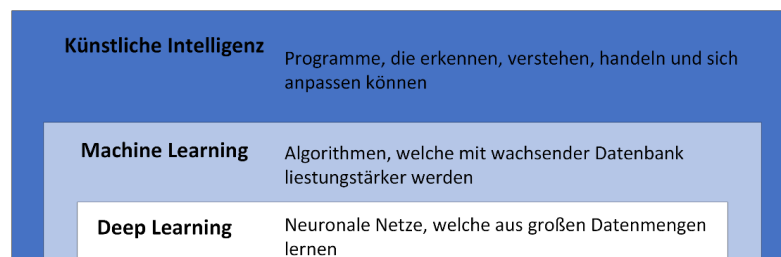 Künstliche Intelligenz
Programme, die erkennen, verstehen, handeln und sich
anpassen können
Machine Learning
Algorithmen, welche mit wachsender Datenbank
liestungstärker werden
Deep Learning
Neuronale Netze, welche aus großen Datenmengen
lernen